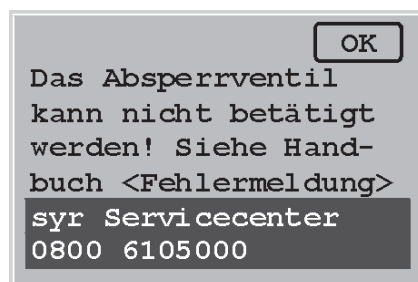 OK
Das Absperrventil
kann nicht betätigt
werden! Siehe Hand-
buch <Fehlermeldung>
syr Servicecenter
0800 6105000